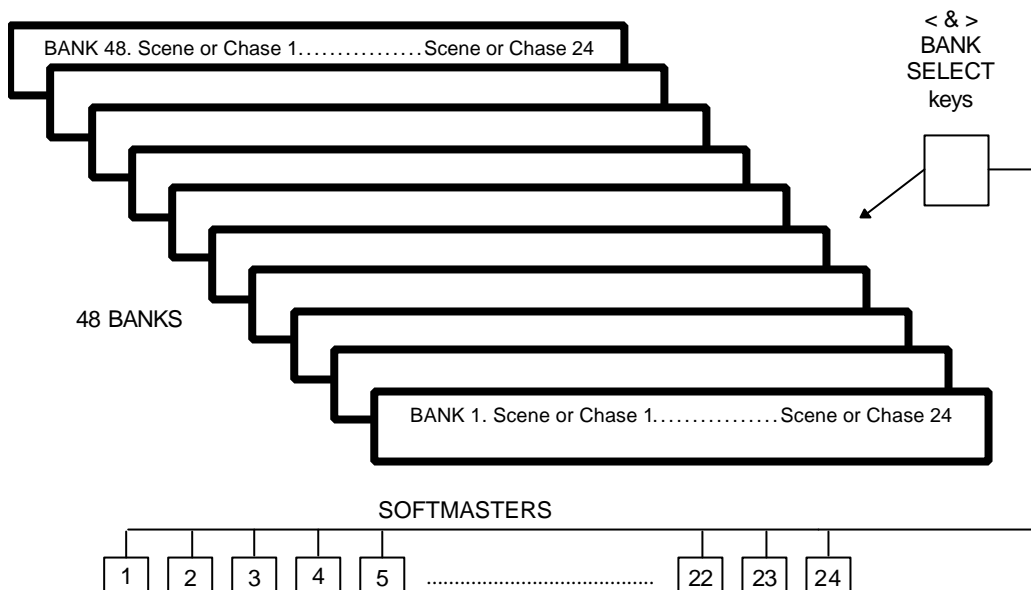 BANK 48. Scene or Chase 1................Scene or Chase 24
< & >
BANK
SELECT
keys
48 BANKS
BANK 1. Scene or Chase 1................Scene or Chase 24
SOFTMASTERS
1 2 3 4 5 ........................................ 22 23 24